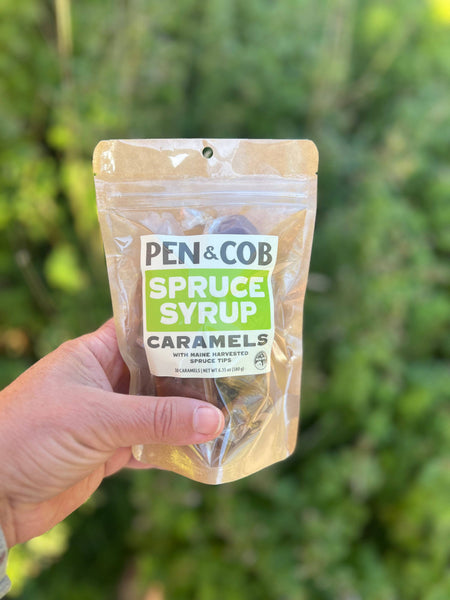 PEN & COB
SPRUCE
SYRUP
CARAMELS
WITH MAINE HARVESTED
SPRUCE TIPS